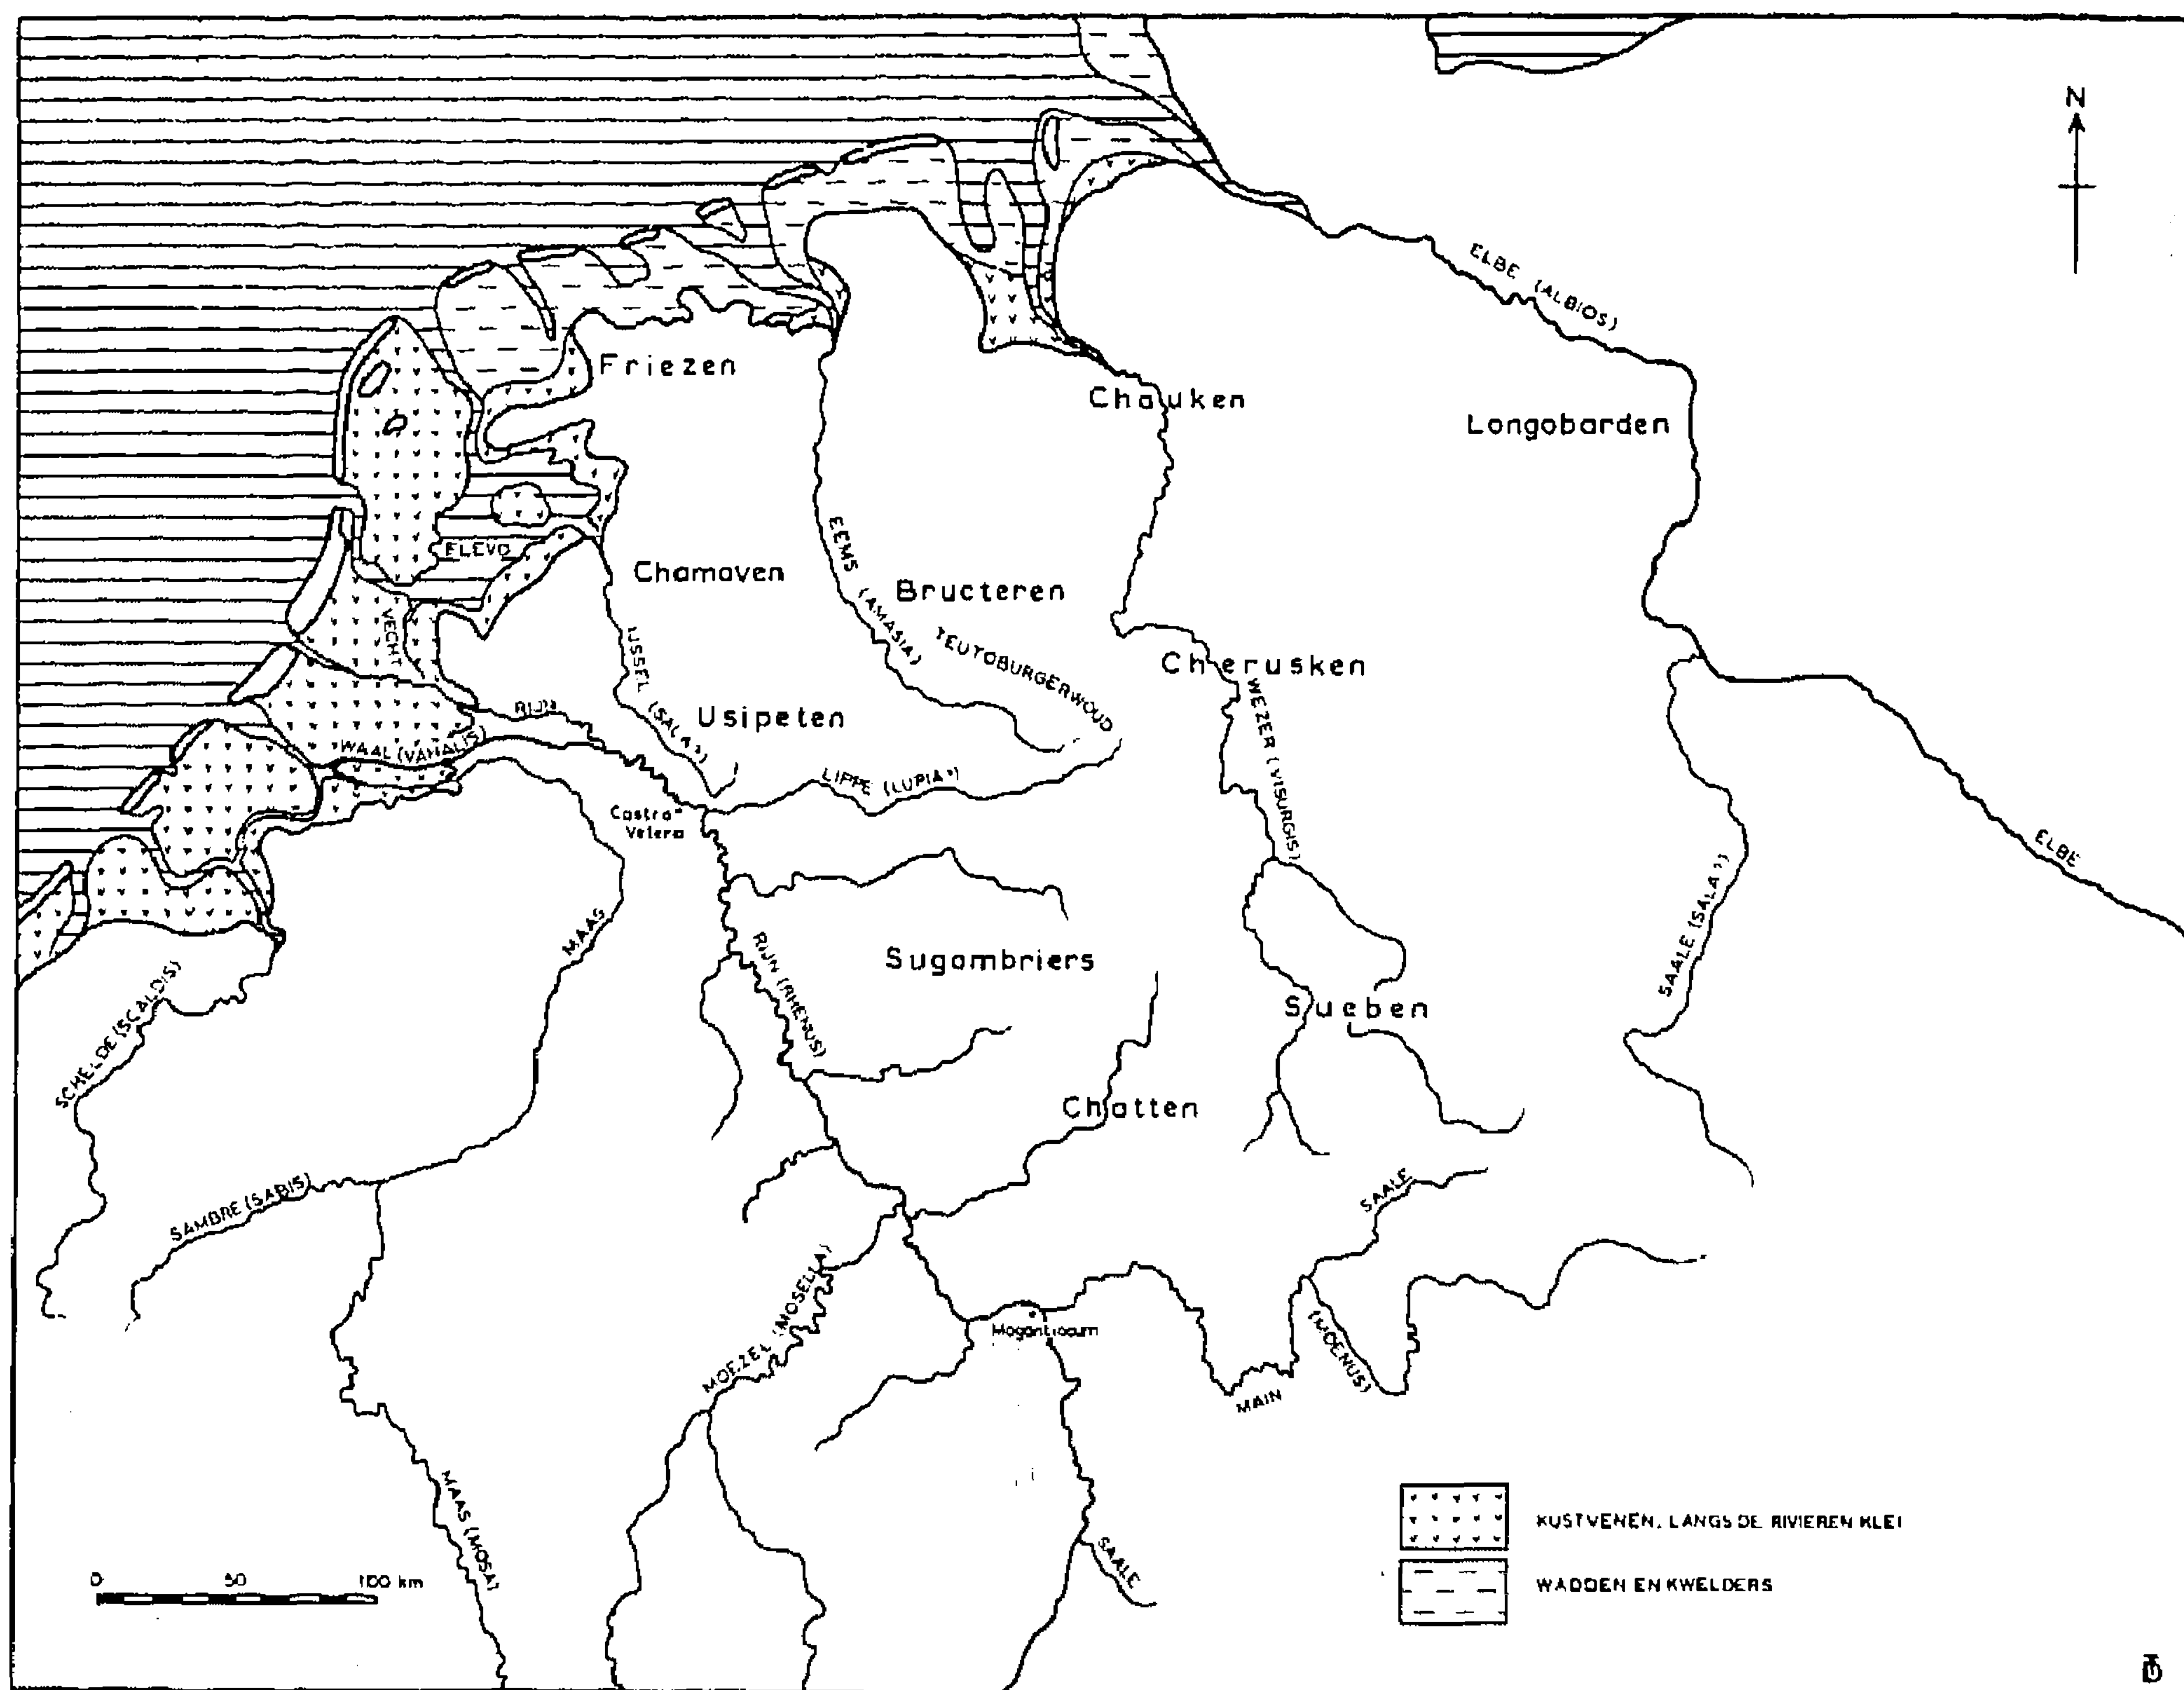 N
ELBE (ALBIOS)
Friezen
Chauken
Longobarden
FLEVO
EEMS (AMASIA)
Chamaven
Bructeren
VECHT
TEUTOBURGERWOUD
IJSSEL (SALA?)
Cherusken
WEZER (VISURGIS)
RIJN
Usipeten
WAAL (VAHALIS)
LIPPE (LUPIA?)
Castra
Vetera
ELBE
SAALE (SALA?)
MAAS
RIJN (RHENUS)
Sugambriers
SCHELDE (SCALDIS)
Sueben
Chatten
SAMBRE (SABIS)
SAALE
MOEZEL (MOSELLA)
Mogontiacum
(MOENUS)
MAIN
MAAS (MOSA)
SAALE
KUSTVENEN, LANGS DE RIVIEREN KLEI
WADDEN EN KWELDERS
0 50 100 km